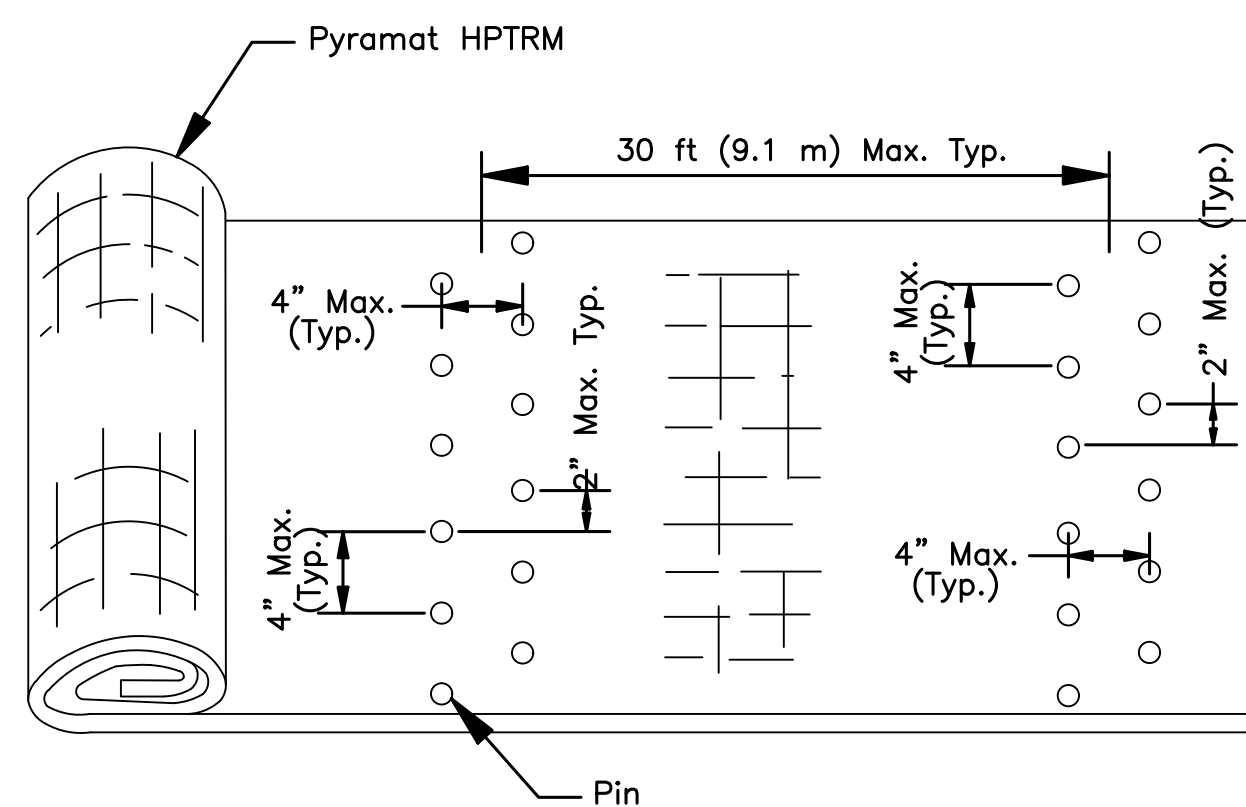 Pyramat HPTRM
30 ft (9.1 m) Max. Typ.
4” Max.
(Typ.)
2” Max. Typ.
4” Max.
(Typ.)
2” Max. (Typ.)
4” Max.
(Typ.)
4” Max.
(Typ.)
Pin